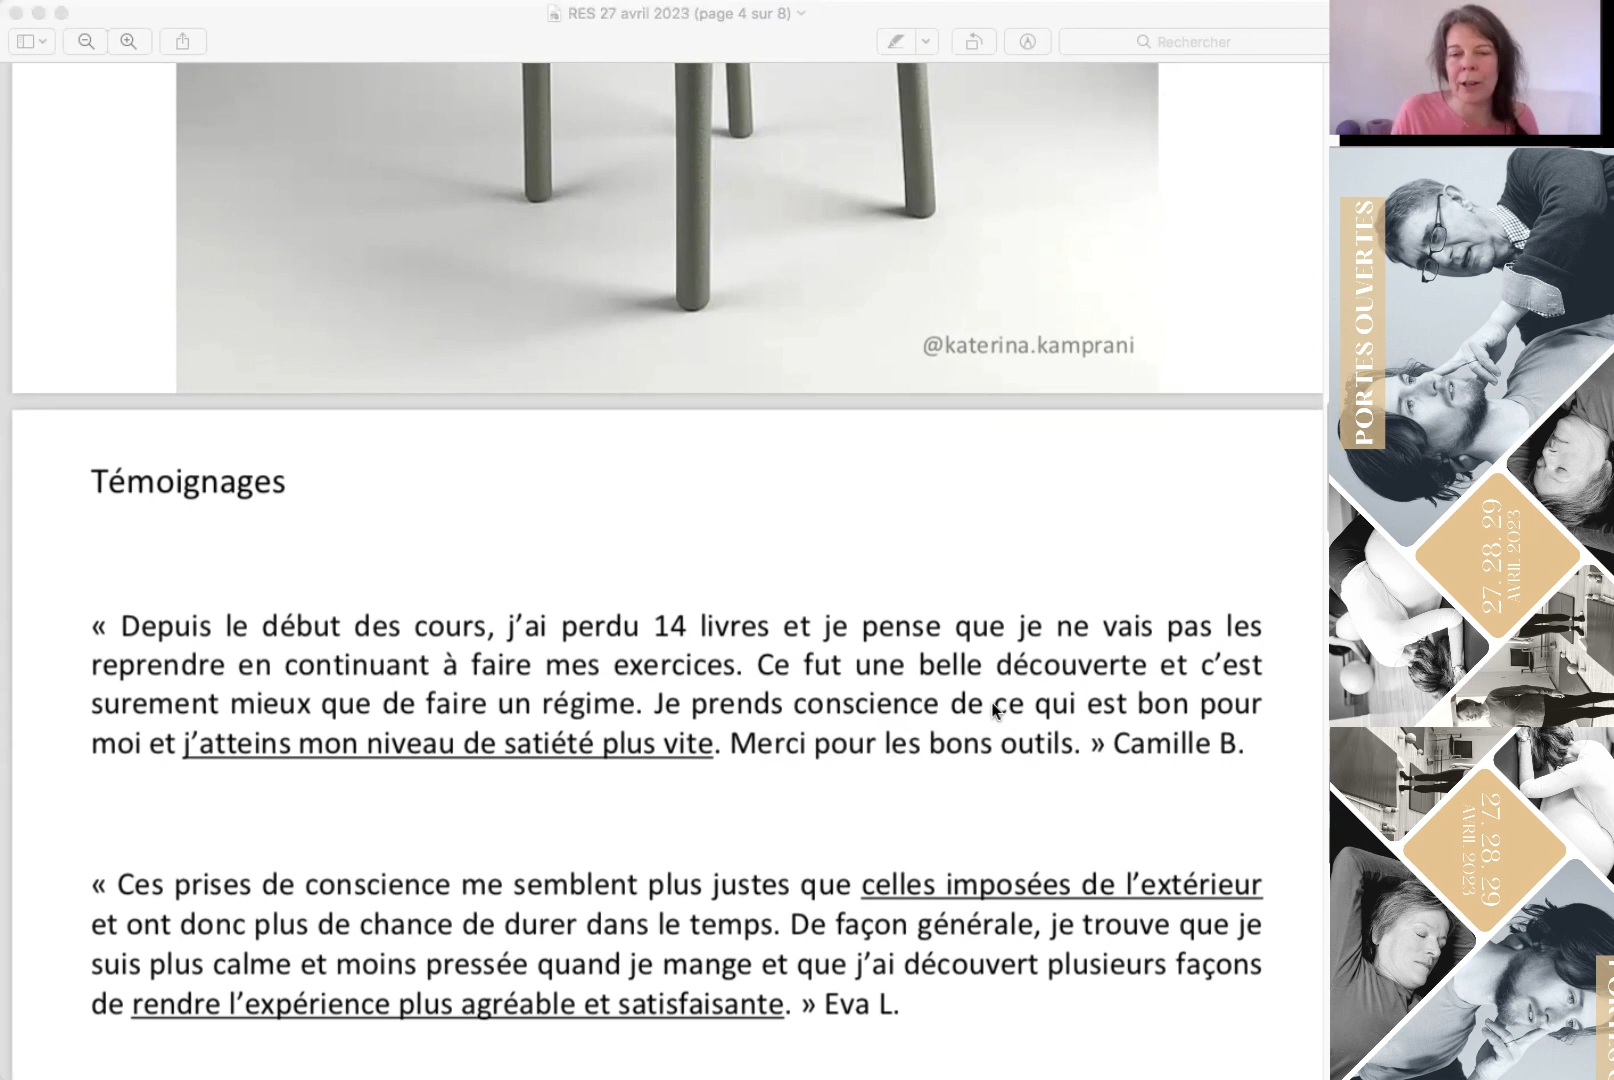 RES 27 avril 2023 (page 4 sur 8)
Rechercher
@katerina.kamprani
Témoignages
« Depuis le début des cours, j’ai perdu 14 livres et je pense que je ne vais pas les
reprendre en continuant à faire mes exercices. Ce fut une belle découverte et c’est
surement mieux que de faire un régime. Je prends conscience de ce qui est bon pour
moi et j’atteins mon niveau de satiété plus vite. Merci pour les bons outils. » Camille B.
« Ces prises de conscience me semblent plus justes que celles imposées de l’extérieur
et ont donc plus de chance de durer dans le temps. De façon générale, je trouve que je
suis plus calme et moins pressée quand je mange et que j’ai découvert plusieurs façons
de rendre l’expérience plus agréable et satisfaisante. » Eva L.
PORTES OUVERTES
27. 28. 29
AVRIL 2023
27. 28. 29
AVRIL 2023